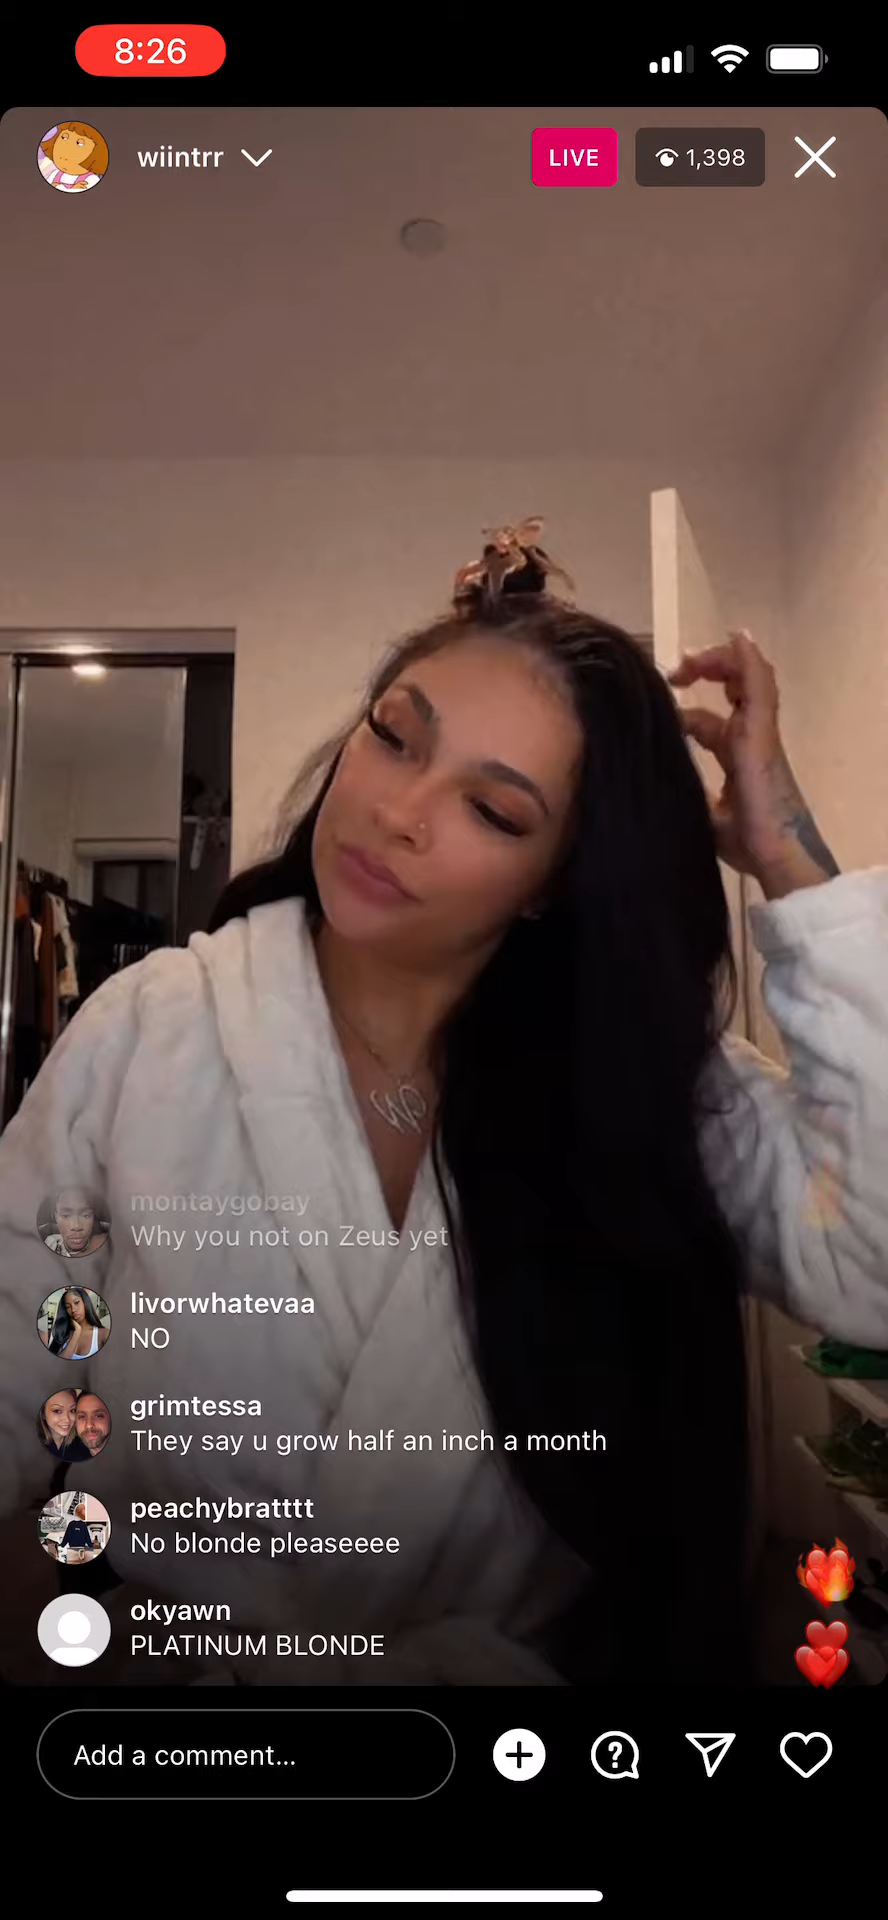 8:26
wiintrr
LIVE
1,398
montaygobay
Why you not on Zeus yet
livorwhatevaa
NO
grimtessa
They say u grow half an inch a month
peachybratttt
No blonde pleaseeee
okyawn
PLATINUM BLONDE
Add a comment...